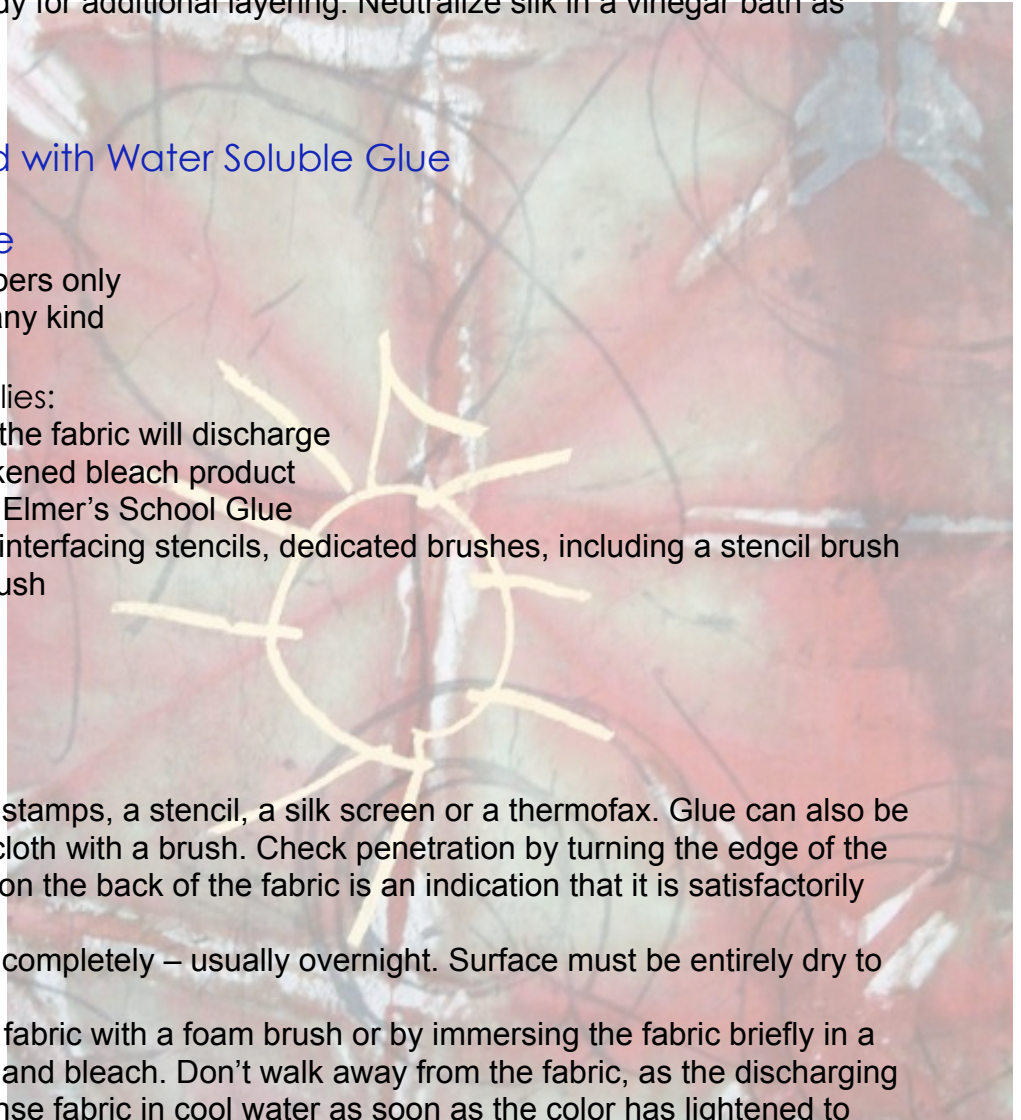 dy for additional layering. Neutralize silk in a vinegar bath as
d with Water Soluble Glue
e
bers only
any kind
lies:
the fabric will discharge
kened bleach product
Elmer’s School Glue
interfacing stencils, dedicated brushes, including a stencil brush
ush
stamps, a stencil, a silk screen or a thermofax. Glue can also be
cloth with a brush. Check penetration by turning the edge of the
on the back of the fabric is an indication that it is satisfactorily
completely – usually overnight. Surface must be entirely dry to
fabric with a foam brush or by immersing the fabric briefly in a
and bleach. Don’t walk away from the fabric, as the discharging
nse fabric in cool water as soon as the color has lightened to